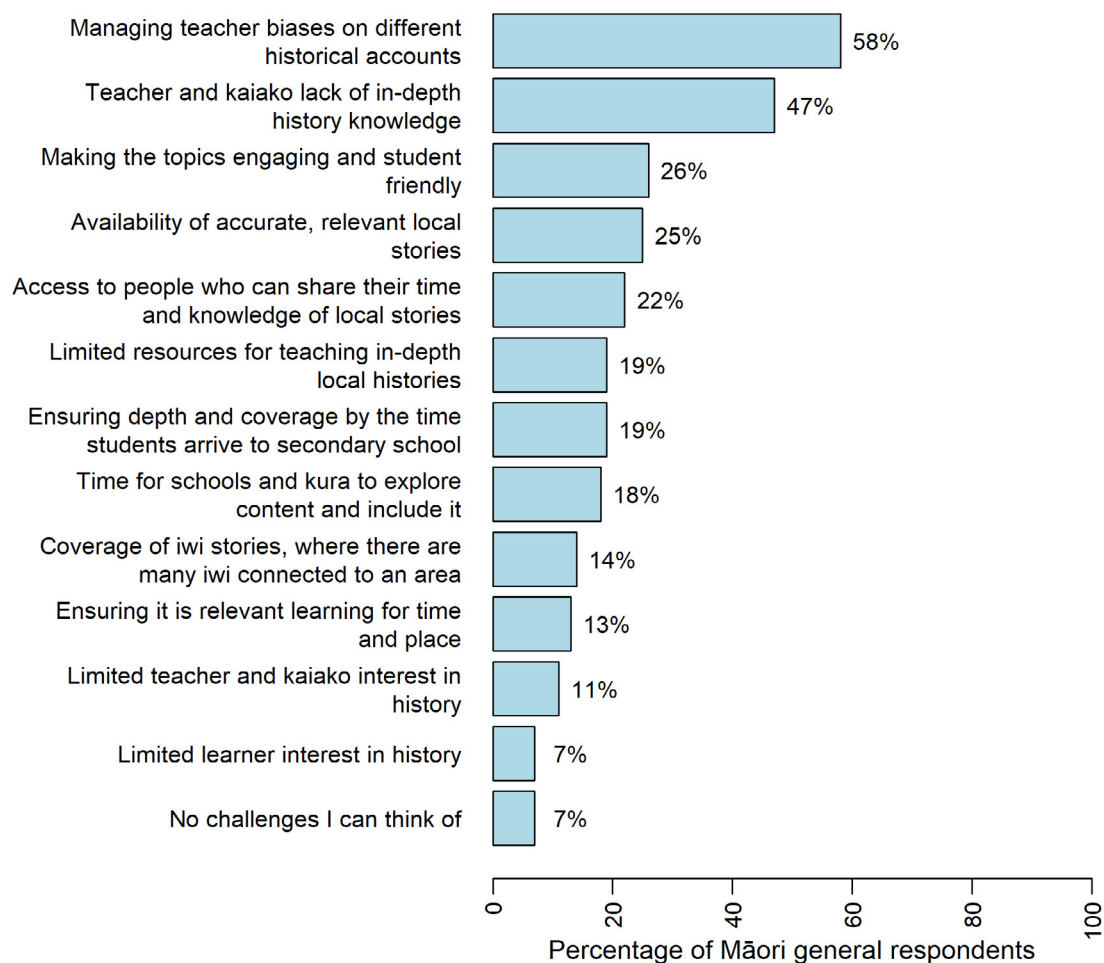 Managing teacher biases on different
historical accounts
58%
Teacher and kaiako lack of in-depth
history knowledge
47%
Making the topics engaging and student
friendly
26%
Availability of accurate, relevant local
stories
25%
Access to people who can share their time
and knowledge of local stories
22%
Limited resources for teaching in-depth
local histories
19%
Ensuring depth and coverage by the time
students arrive to secondary school
19%
Time for schools and kura to explore
content and include it
18%
Coverage of iwi stories, where there are
many iwi connected to an area
14%
Ensuring it is relevant learning for time
and place
13%
Limited teacher and kaiako interest in
history
11%
Limited learner interest in history
7%
No challenges I can think of
7%
0
20
40
60
80
100
Percentage of Māori general respondents